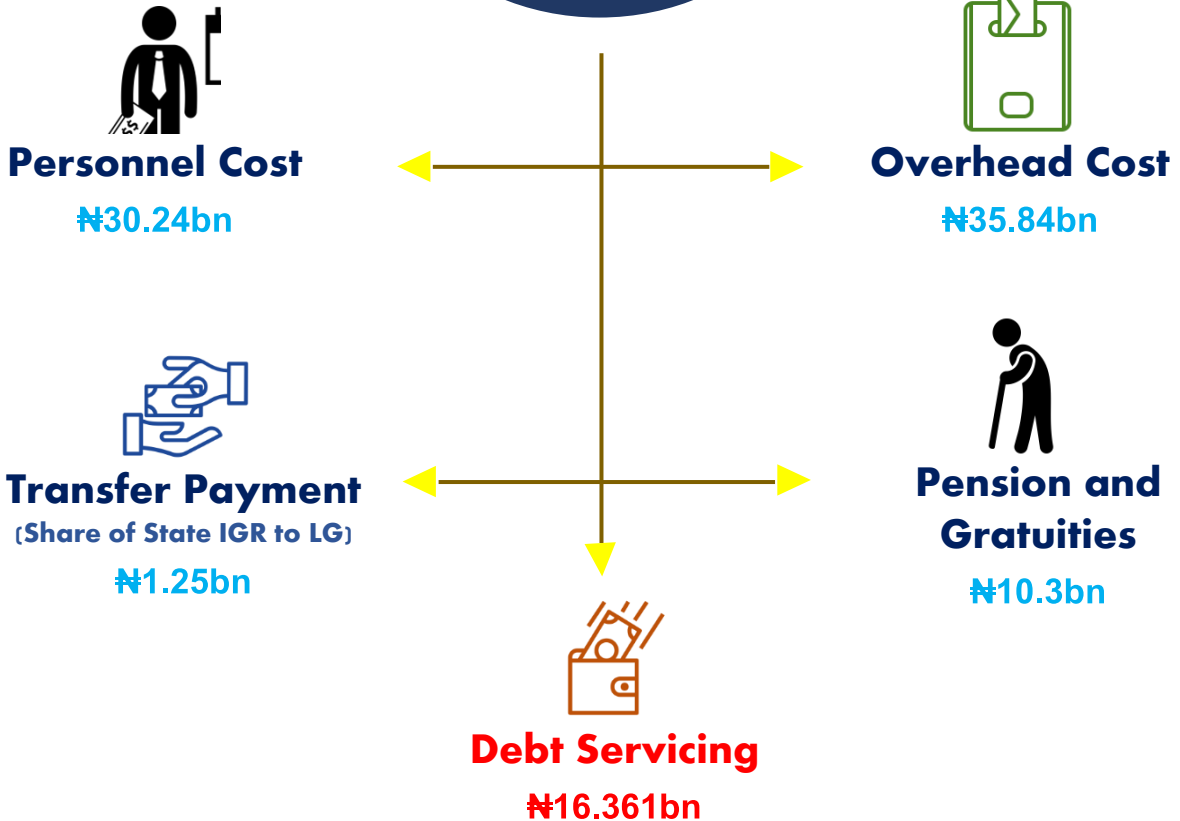 Personnel Cost
₦30.24bn
Overhead Cost
₦35.84bn
Transfer Payment
(Share of State IGR to LG)
₦1.25bn
Pension and
Gratuities
₦10.3bn
Debt Servicing
₦16.361bn